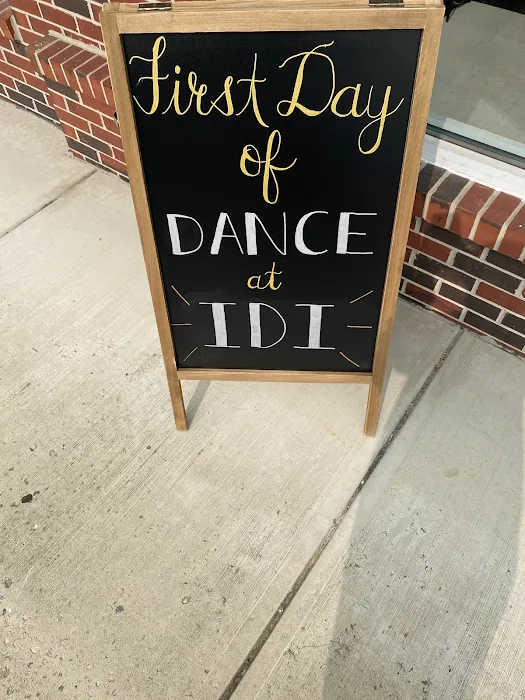 First Day
of
DANCE
at
IDI